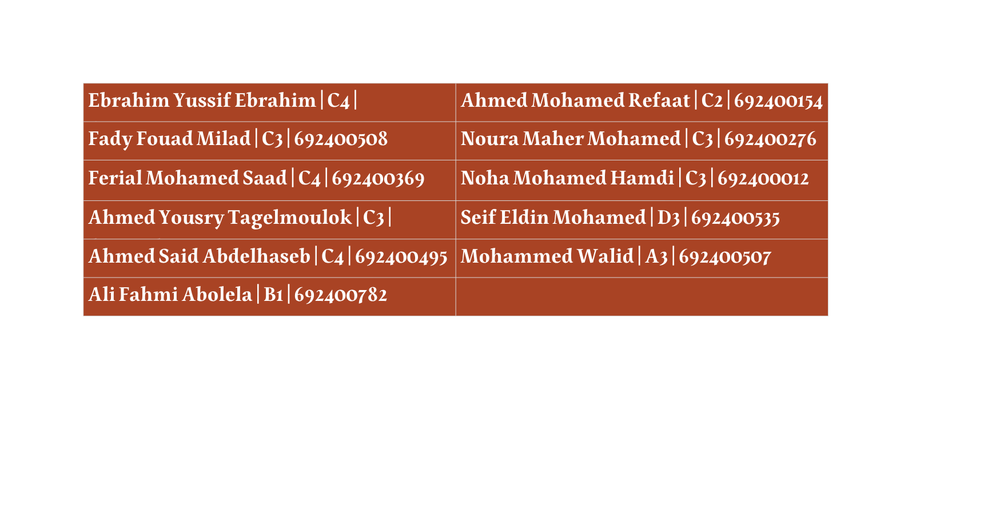 Ebrahim Yussif Ebrahim | C4 |
Ahmed Mohamed Refaat | C2 | 692400154
Fady Fouad Milad | C3 | 692400508
Noura Maher Mohamed | C3 | 692400276
Ferial Mohamed Saad | C4 | 692400369
Noha Mohamed Hamdi | C3 | 692400012
Ahmed Yousry Tagelmoulok | C3 |
Seif Eldin Mohamed | D3 | 692400535
Ahmed Said Abdelhaseb | C4 | 692400495
Mohammed Walid | A3 | 692400507
Ali Fahmi Abolela | B1 | 692400782